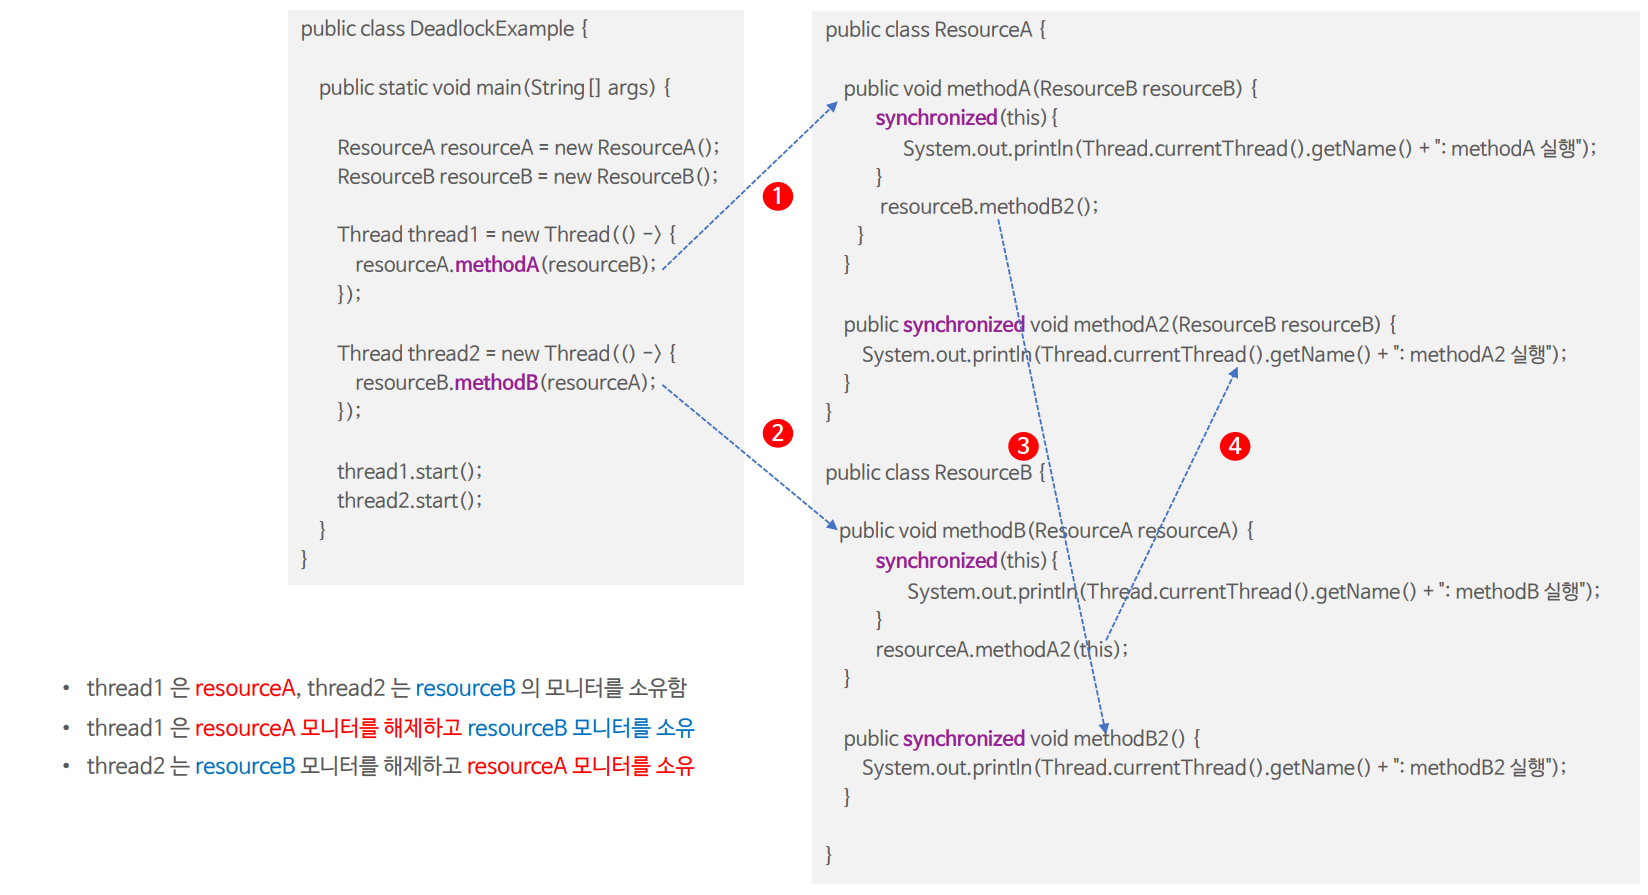 public class DeadlockExample {
public static void main(String[] args) {
ResourceA resourceA = new ResourceA();
ResourceB resourceB = new ResourceB();
Thread thread1 = new Thread(() -> {
resourceA.methodA(resourceB);
});
Thread thread2 = new Thread(() -> {
resourceB.methodB(resourceA);
});
thread1.start();
thread2.start();
}
}
1
2
public class ResourceA {
public void methodA(ResourceB resourceB) {
synchronized(this){
System.out.println(Thread.currentThread().getName() + ": methodA 실행");
}
resourceB.methodB2();
}
}
public synchronized void methodA2(ResourceB resourceB) {
System.out.println(Thread.currentThread().getName() + ": methodA2 실행");
}
}
3
4
public class ResourceB {
public void methodB(ResourceA resourceA) {
synchronized(this){
System.out.println(Thread.currentThread().getName() + ": methodB 실행");
}
resourceA.methodA2(this);
}
public synchronized void methodB2() {
System.out.println(Thread.currentThread().getName() + ": methodB2 실행");
}
}
• thread1 은 resourceA, thread2 는 resourceB 의 모니터를 소유함
• thread1 은 resourceA 모니터를 해제하고 resourceB 모니터를 소유
• thread2 는 resourceB 모니터를 해제하고 resourceA 모니터를 소유